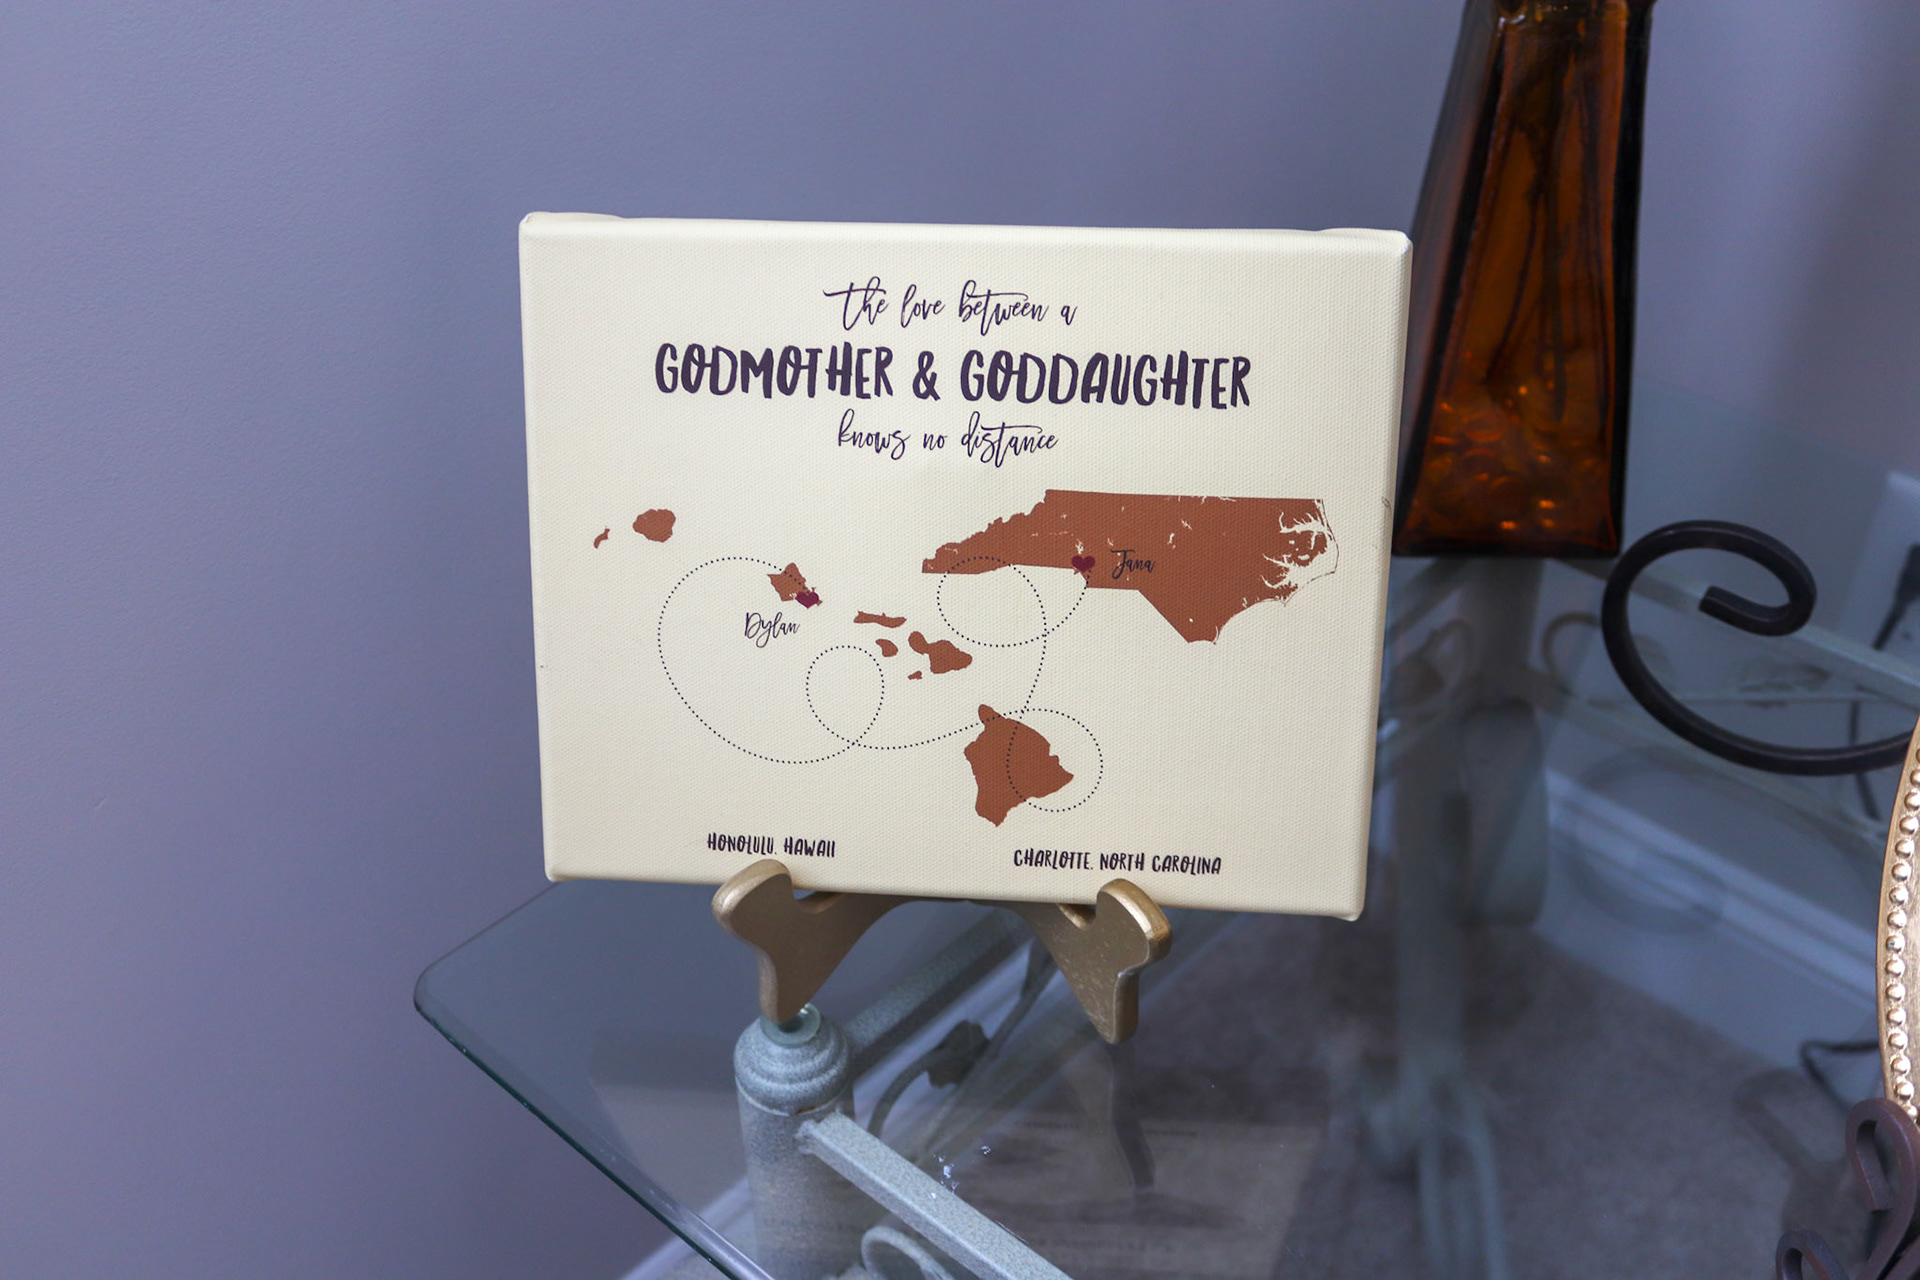 the love between a
GODMOTHER & GODDAUGHTER
knows no distance
Jana
Dylan
HONOLULU, HAWAII
CHARLOTTE, NORTH CAROLINA